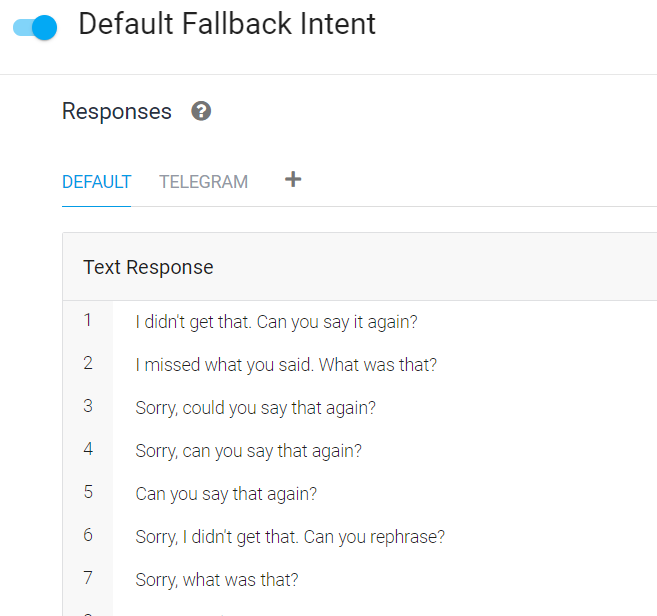 Default Fallback Intent
Responses ?
DEFAULT TELEGRAM +
Text Response
1 I didn't get that. Can you say it again?
2 I missed what you said. What was that?
3 Sorry, could you say that again?
4 Sorry, can you say that again?
5 Can you say that again?
6 Sorry, I didn't get that. Can you rephrase?
7 Sorry, what was that?